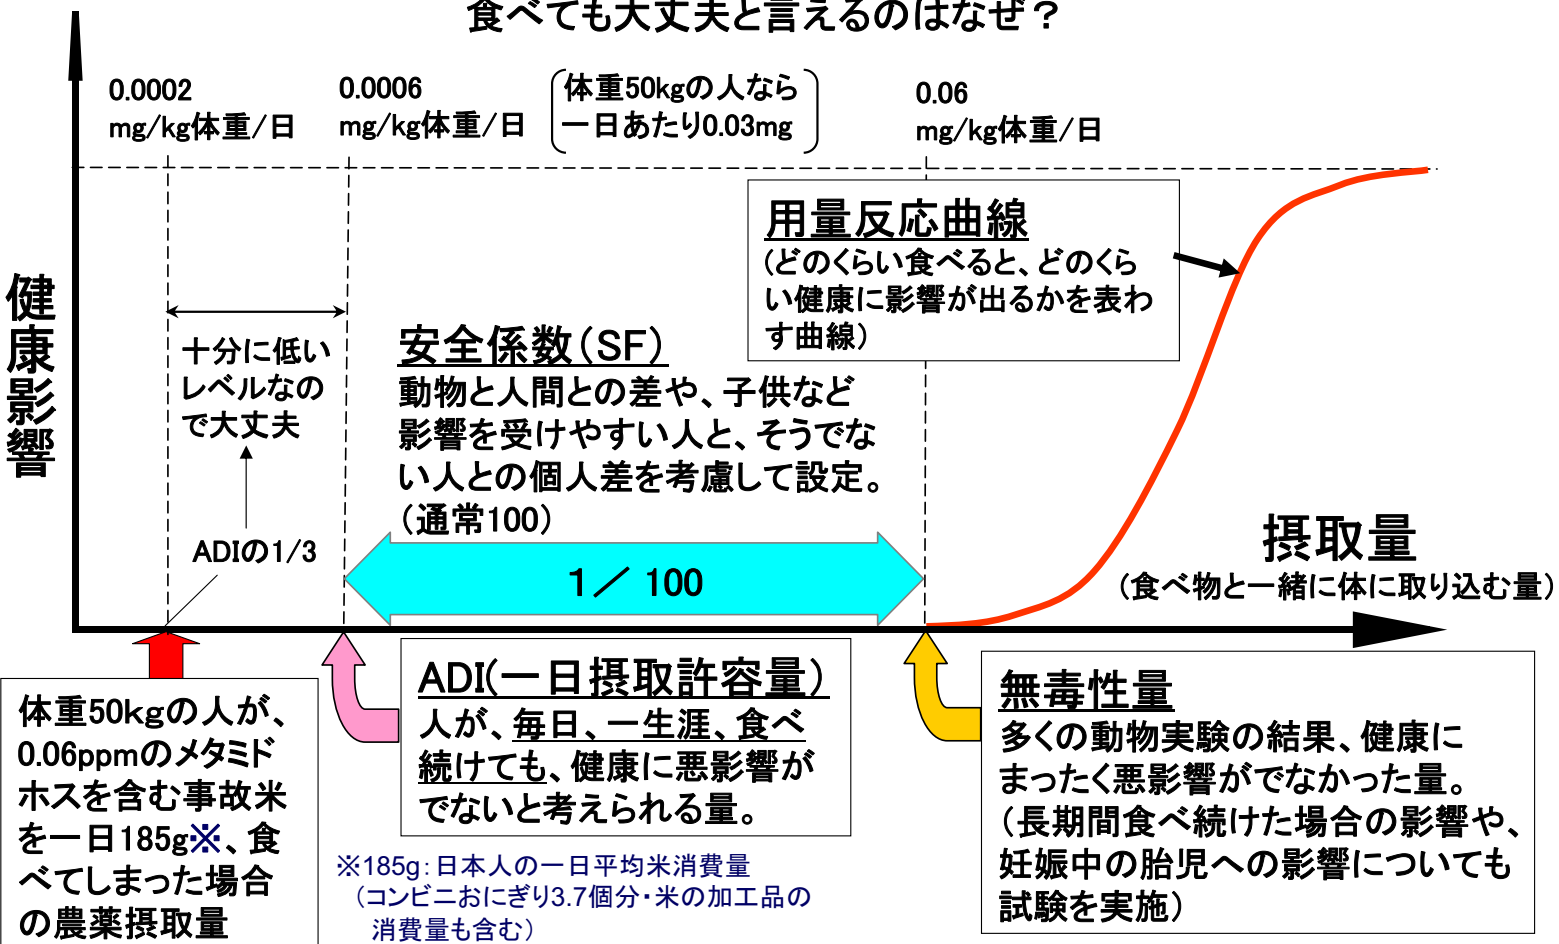 食べても大丈夫と言えるのはなぜ？
0.0002
mg/kg体重/日
0.0006
mg/kg体重/日
体重50kgの人なら
一日あたり0.03mg
0.06
mg/kg体重/日
用量反応曲線
(どのくらい食べると、どのくら
い健康に影響が出るかを表わ
す曲線)
健康影響
十分に低い
レベルなの
で大丈夫
ADIの1/3
安全係数(SF)
動物と人間との差や、子供など
影響を受けやすい人と、そうでな
い人との個人差を考慮して設定。
(通常100)
1／ 100
摂取量
(食べ物と一緒に体に取り込む量)
体重50kgの人が、
0.06ppmのメタミド
ホスを含む事故米
を一日185g※、食
べてしまった場合
の農薬摂取量
ADI(一日摂取許容量)
人が、毎日、一生涯、食べ
続けても、健康に悪影響が
でないと考えられる量。
※185g：日本人の一日平均米消費量
(コンビニおにぎり3.7個分・米の加工品の
消費量も含む)
無毒性量
多くの動物実験の結果、健康に
まったく悪影響がでなかった量。
(長期間食べ続けた場合の影響や、
妊娠中の胎児への影響についても
試験を実施)